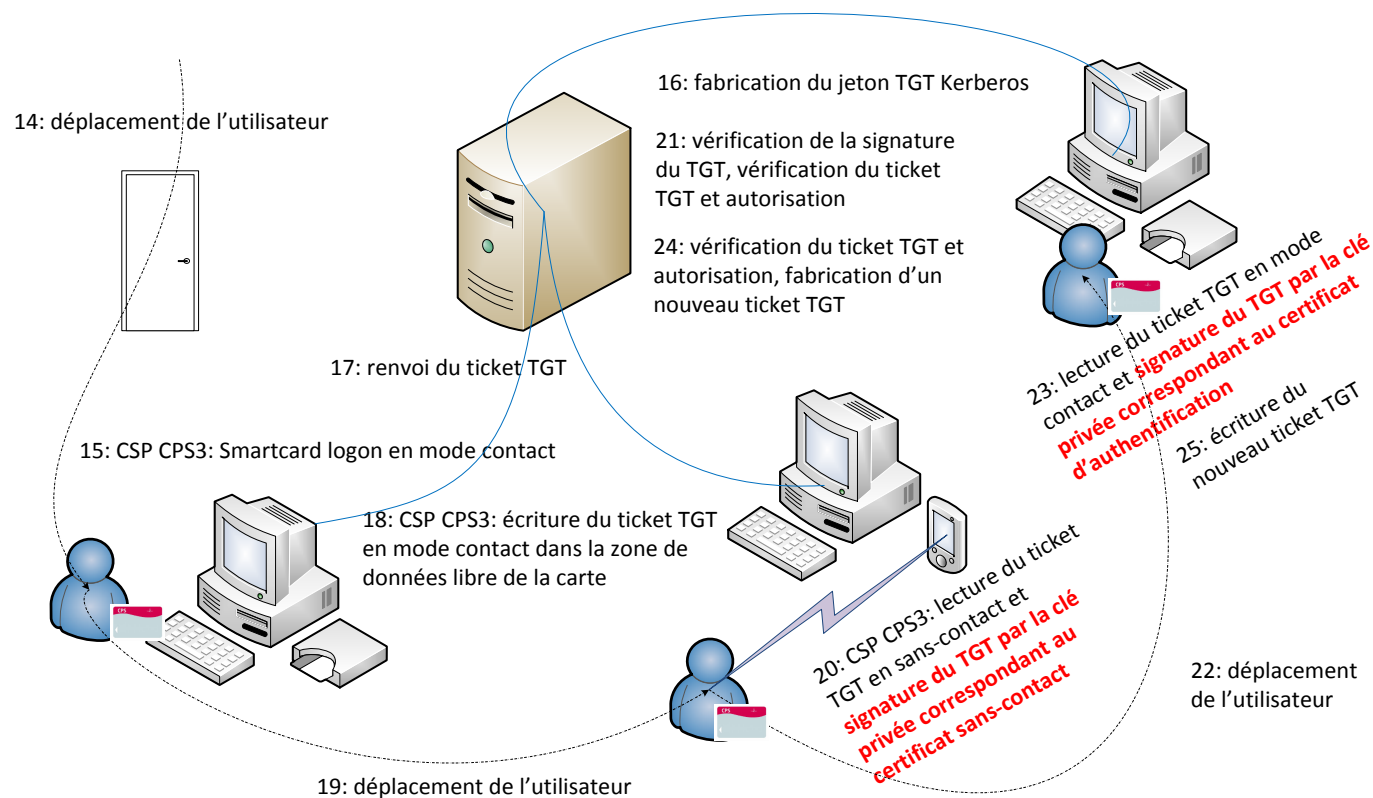 14: déplacement de l’utilisateur
16: fabrication du jeton TGT Kerberos
21: vérification de la signature
du TGT, vérification du ticket
TGT et autorisation
24: vérification du ticket TGT et
autorisation, fabrication d’un
nouveau ticket TGT
17: renvoi du ticket TGT
15: CSP CPS3: Smartcard logon en mode contact
18: CSP CPS3: écriture du ticket TGT
en mode contact dans la zone de
données libre de la carte
CPS
19: déplacement de l’utilisateur
20: CSP CPS3: lecture du ticket
TGT en sans-contact et
signature du TGT par la clé
privée correspondant au
certificat sans-contact
CPS
22: déplacement
de l’utilisateur
CPS
23: lecture du ticket TGT en mode
contact et signature du TGT par la clé
privée correspondant au certificat
d’authentification
25: écriture du
nouveau ticket TGT